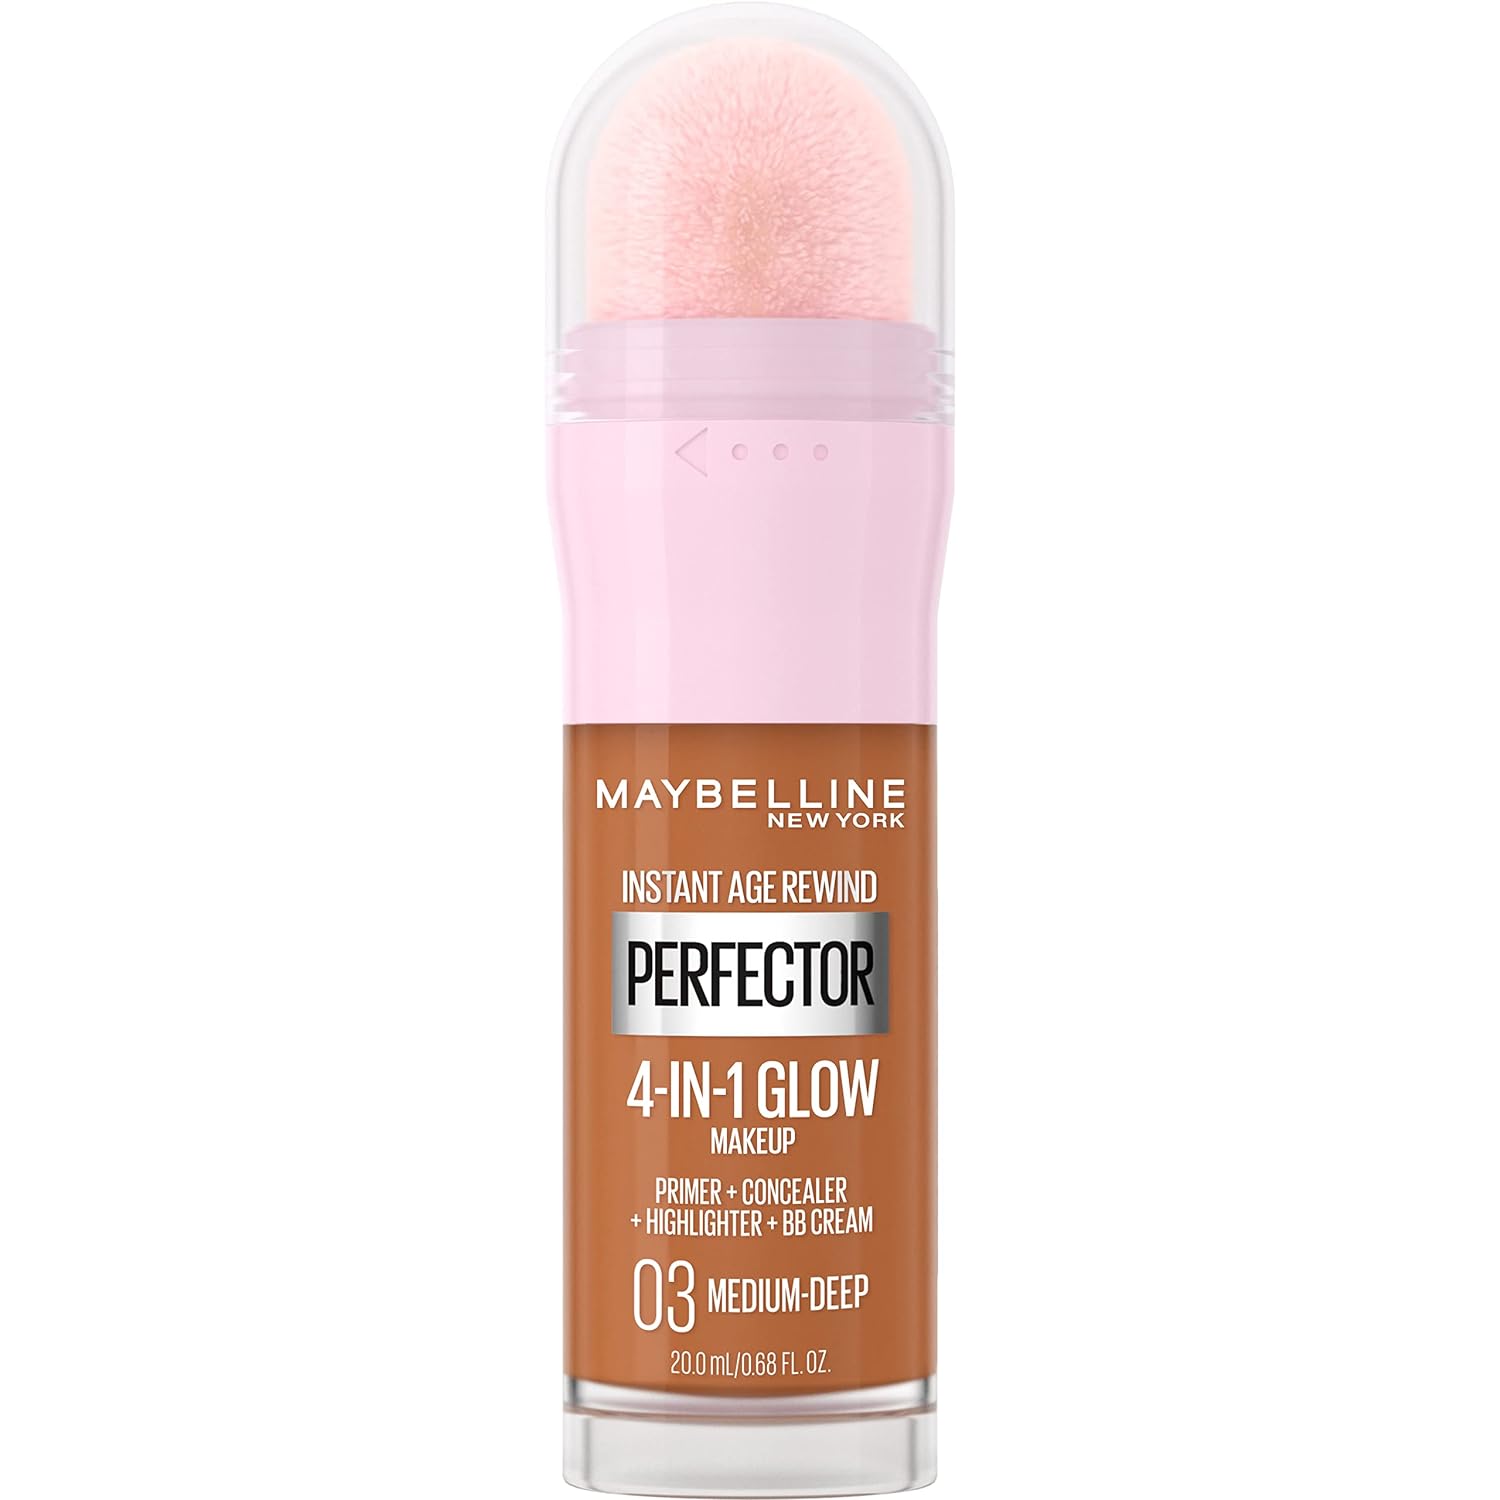 MAYBELLINE
NEW YORK
INSTANT AGE REWIND
PERFECTOR
4-IN-1 GLOW
MAKEUP
PRIMER + CONCEALER
+ HIGHLIGHTER + BB CREAM
03 MEDIUM-DEEP
20.0 mL/0.68 FL. OZ.